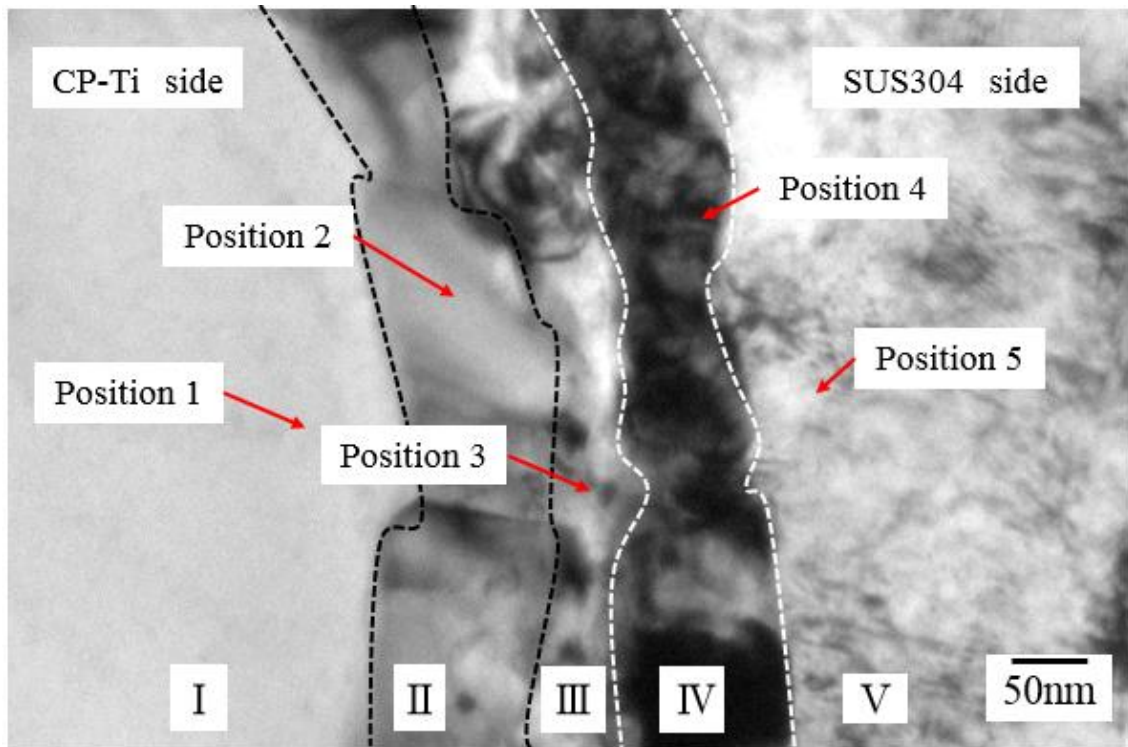 CP-Ti side
SUS304 side
Position 4
Position 2
Position 5
Position 1
Position 3
I
II
III
IV
V
50nm